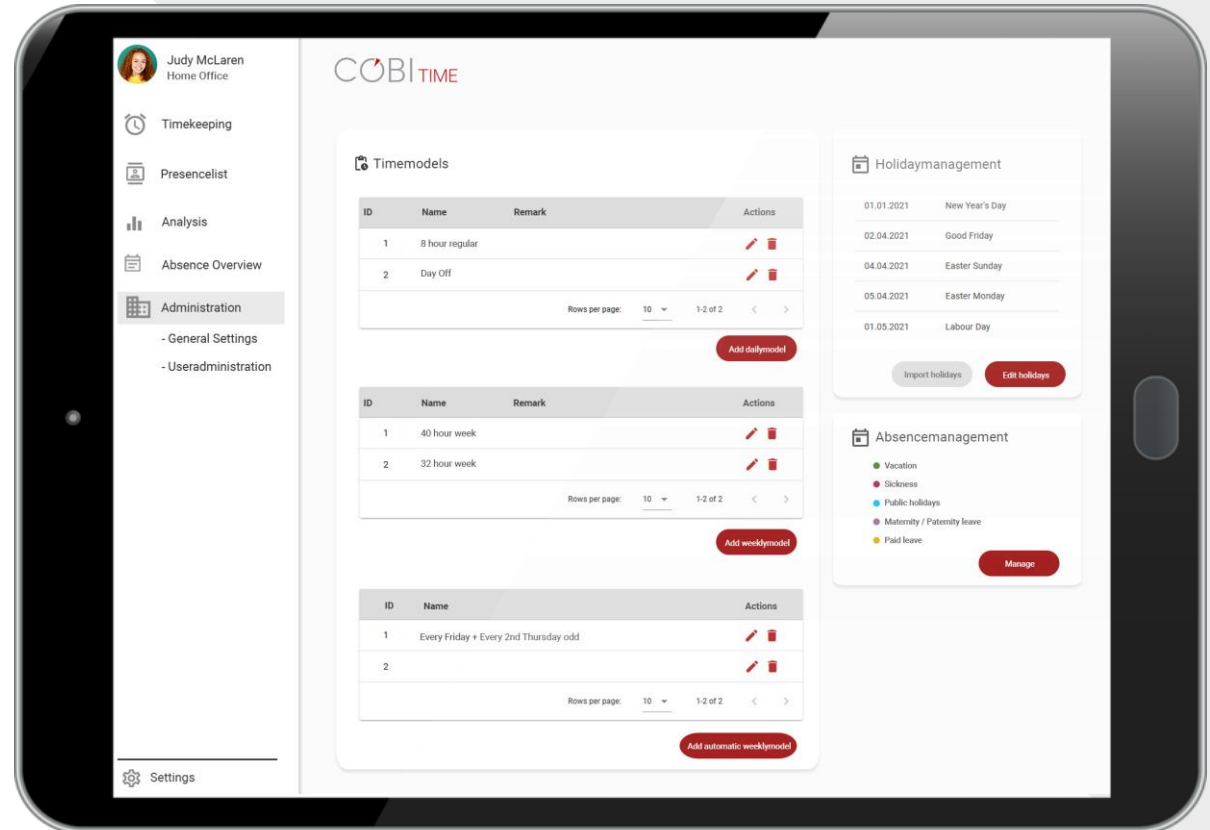 Judy McLaren
Home Office
Timekeeping
Presencelist
Analysis
Absence Overview
Administration
- General Settings
- Useradministration
Settings
COBI TIME
Timemodels
ID Name Remark Actions
1 8 hour regular
2 Day Off
Rows per page: 10 1-2 of 2
Add dailymodel
ID Name Remark Actions
1 40 hour week
2 32 hour week
Rows per page: 10 1-2 of 2
Add weeklymodel
ID Name Actions
1 Every Friday + Every 2nd Thursday odd
2
Rows per page: 10 1-2 of 2
Add automatic weeklymodel
Holidaymanagement
01.01.2021 New Year's Day
02.04.2021 Good Friday
04.04.2021 Easter Sunday
05.04.2021 Easter Monday
01.05.2021 Labour Day
Import holidays Edit holidays
Absencemanagement
Vacation
Sickness
Public holidays
Maternity / Paternity leave
Paid leave
Manage